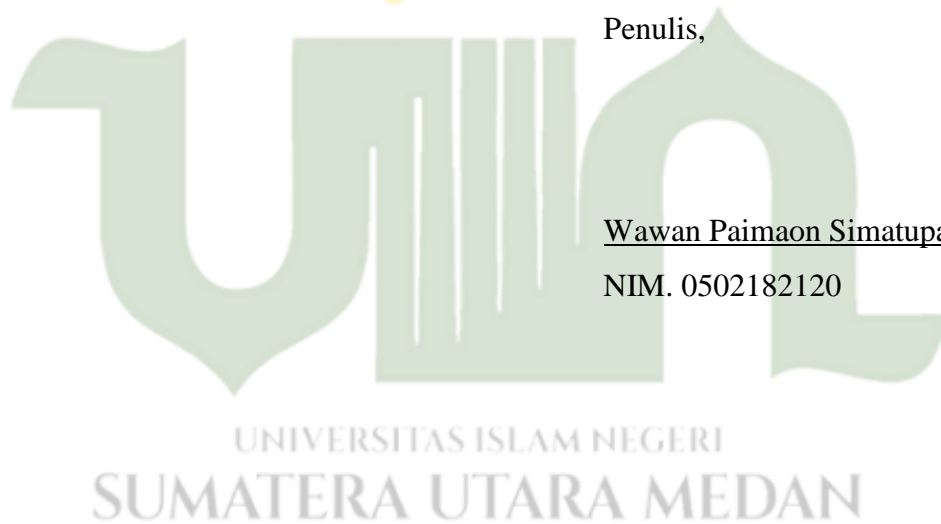 Penulis,
Wawan Paimaon Simatupa
NIM. 0502182120
UNIVERSITAS ISLAM NEGERI
SUMATERA UTARA MEDAN